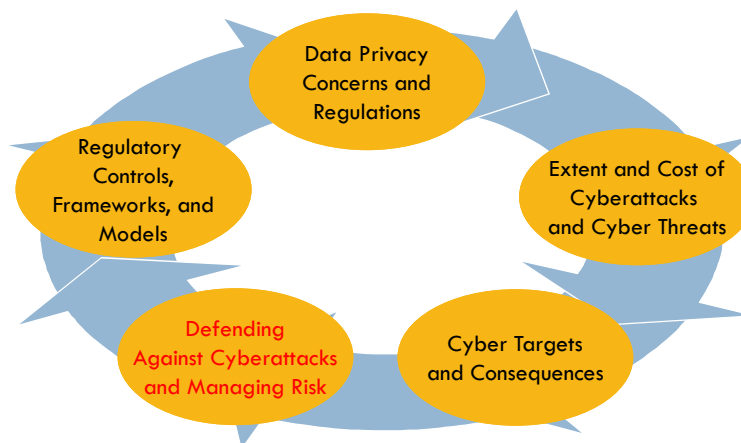 Data Privacy
Concerns and
Regulations
Extent and Cost of
Cyberattacks
and Cyber Threats
Cyber Targets
and Consequences
Defending
Against Cyberattacks
and Managing Risk
Regulatory
Controls,
Frameworks, and
Models